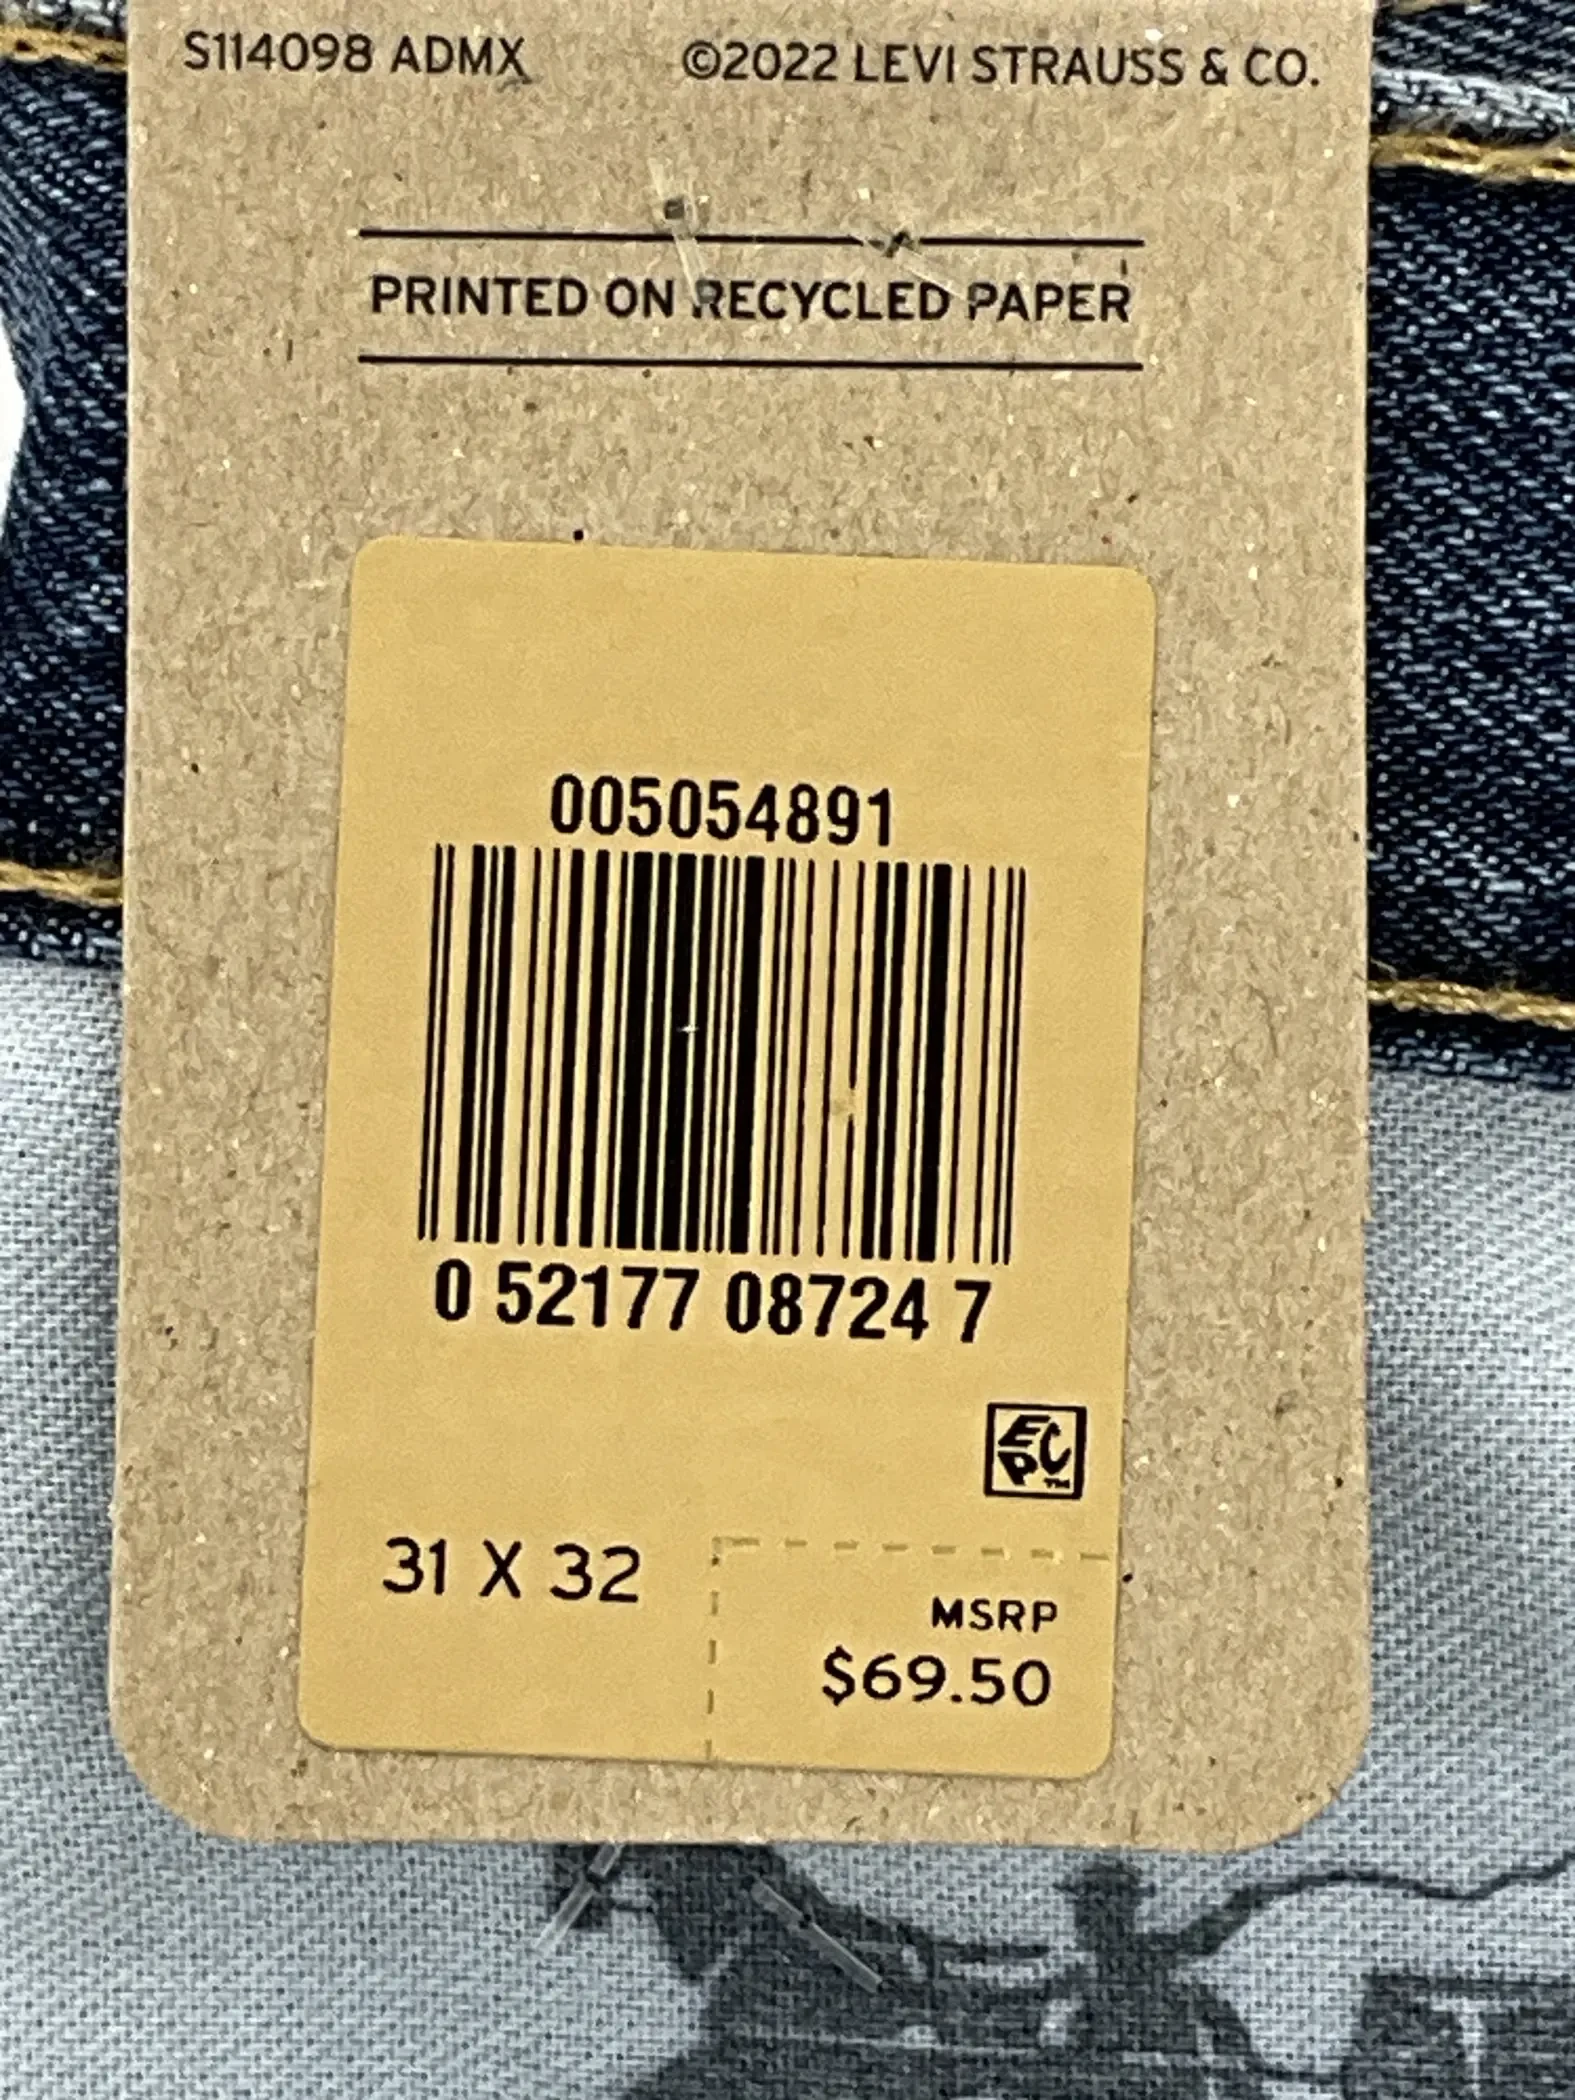 S114098 ADMX ©2022 LEVI STRAUSS & CO.
PRINTED ON RECYCLED PAPER
005054891
0 52177 08724 7
ECP™
31 X 32
MSRP
$69.50